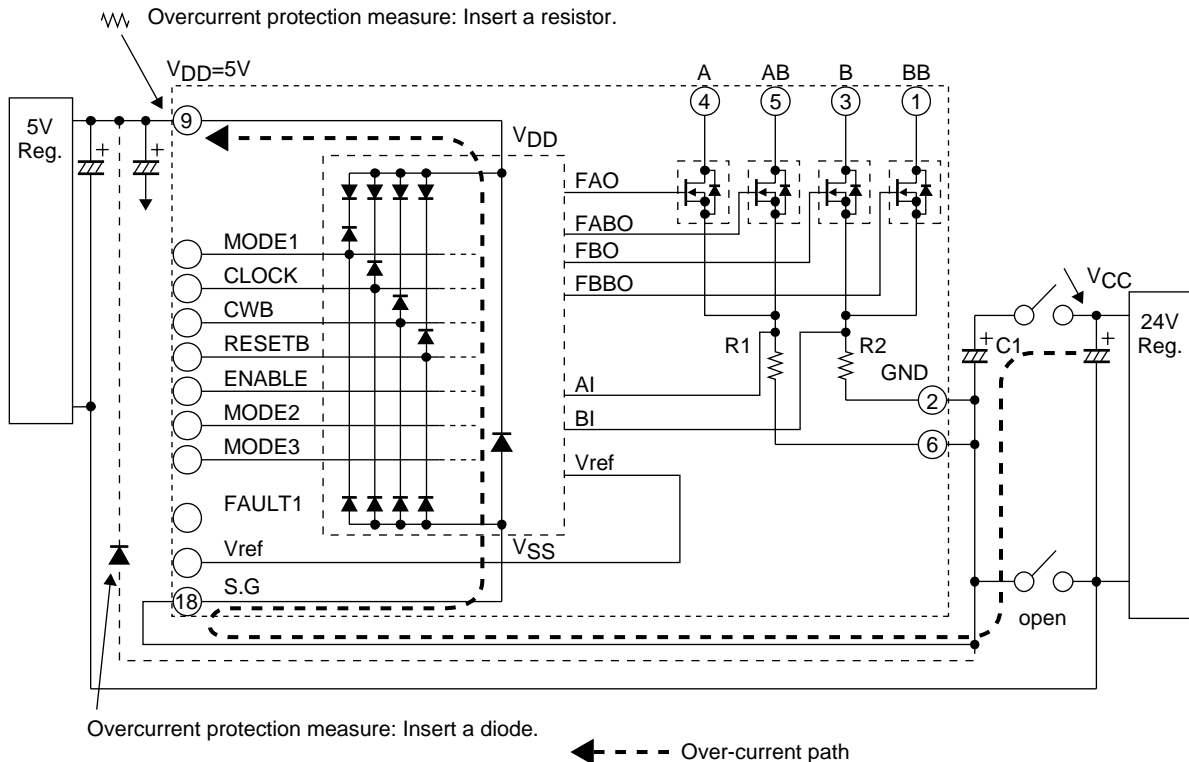 Overcurrent protection measure: Insert a resistor.
VDD=5V
A AB B BB
4 5 3 1
5V
Reg.
+ +
9
VDD
FAO
FABO
FBO
FBBO
MODE1
CLOCK
CWB
RESETB
ENABLE
MODE2
MODE3
FAULT1
Vref
S.G
18
R1 R2
AI
BI
Vref
VSS
GND
2
6
VCC
+ C1 +
24V
Reg.
open
Overcurrent protection measure: Insert a diode.
Over-current path